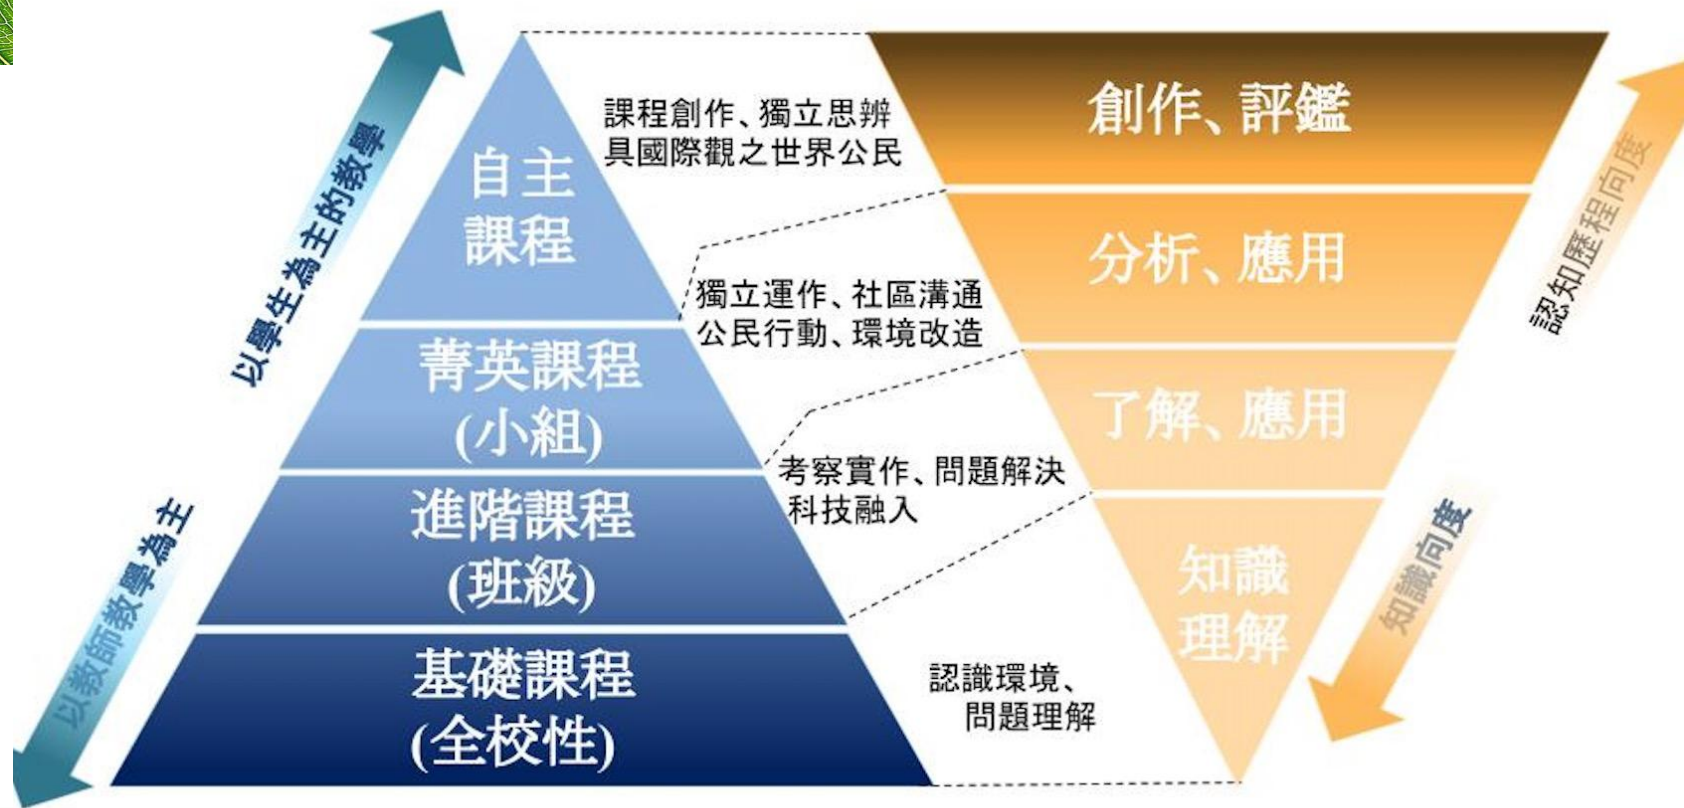 以學生為主的教學
以教師教學為主
自主
課程
菁英課程
(小組)
進階課程
(班級)
基礎課程
(全校性)
課程創作、獨立思辨
具國際觀之世界公民
獨立運作、社區溝通
公民行動、環境改造
考察實作、問題解決
科技融入
認識環境、
問題理解
創作、評鑑
分析、應用
了解、應用
知識
理解
認知歷程向度
知識向度